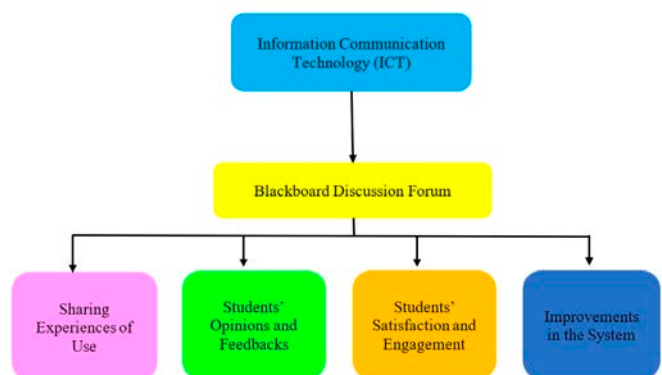 Information Communication
Technology (ICT)
Blackboard Discussion Forum
Sharing
Experiences of
Use
Students'
Opinions and
Feedbacks
Students'
Satisfaction and
Engagement
Improvements
in the System